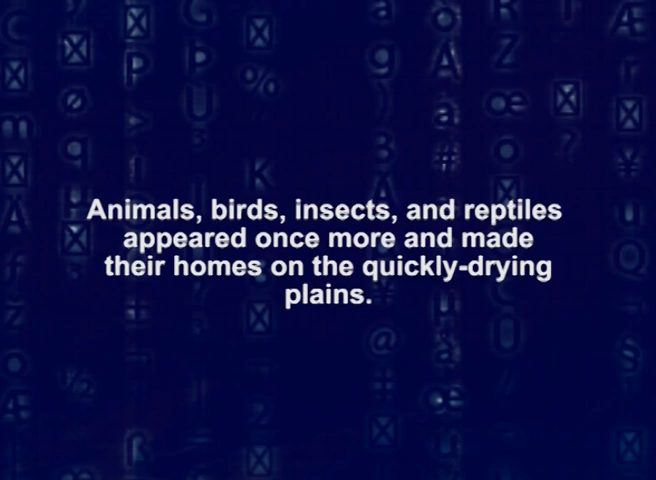 Animals, birds, insects, and reptiles
appeared once more and made
their homes on the quickly-drying
plains.